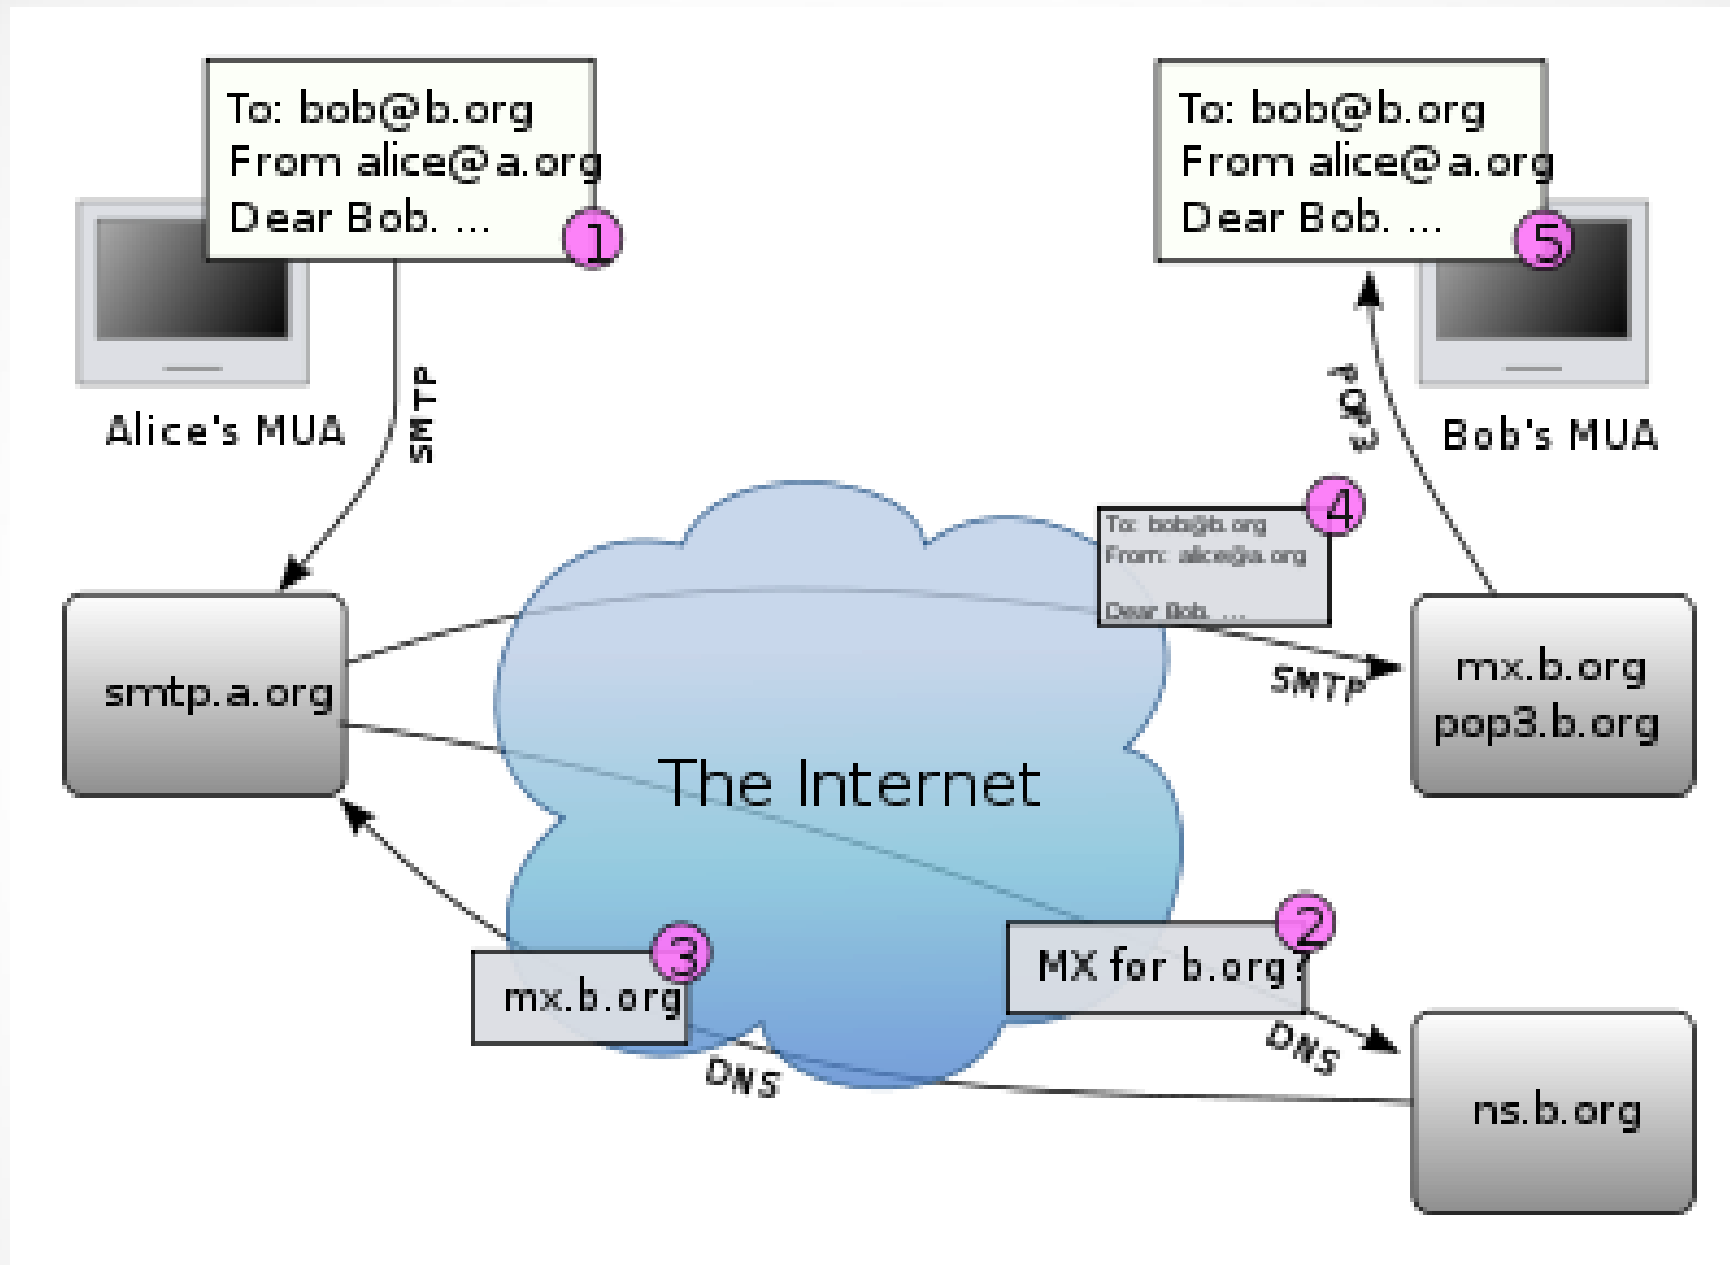 To: bob@b.org
From alice@a.org
Dear Bob. ...
1
Alice's MUA
SMTP
To: bob@b.org
From alice@a.org
Dear Bob. ...
5
Bob's MUA
POP3
4
To: bob@b.org
From: alice@a.org
Dear Bob. ...
SMTP
smtp.a.org
mx.b.org
pop3.b.org
The Internet
2
MX for b.org?
DNS
3
mx.b.org
DNS
ns.b.org